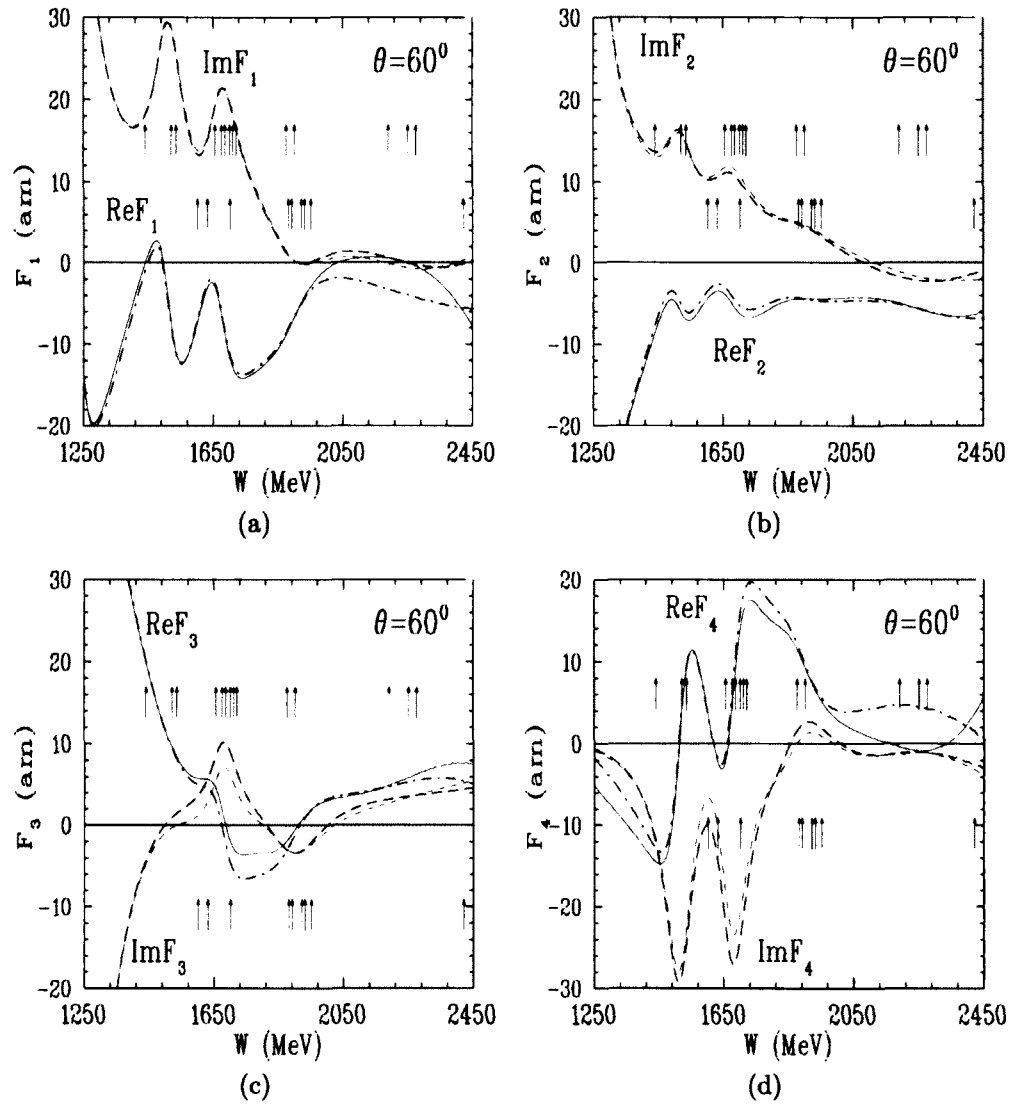 30
20
10
0
-10
-20
F₁ (am)
ImF₁
θ=60⁰
ReF₁
1250 1650 2050 2450
W (MeV)
(a)
30
20
10
0
-10
-20
F₂ (am)
ImF₂
θ=60⁰
ReF₂
1250 1650 2050 2450
W (MeV)
(b)
30
20
10
0
-10
-20
F₃ (am)
ReF₃
θ=60⁰
ImF₃
1250 1650 2050 2450
W (MeV)
(c)
20
10
0
-10
-20
-30
F₄ (am)
ReF₄
θ=60⁰
ImF₄
1250 1650 2050 2450
W (MeV)
(d)